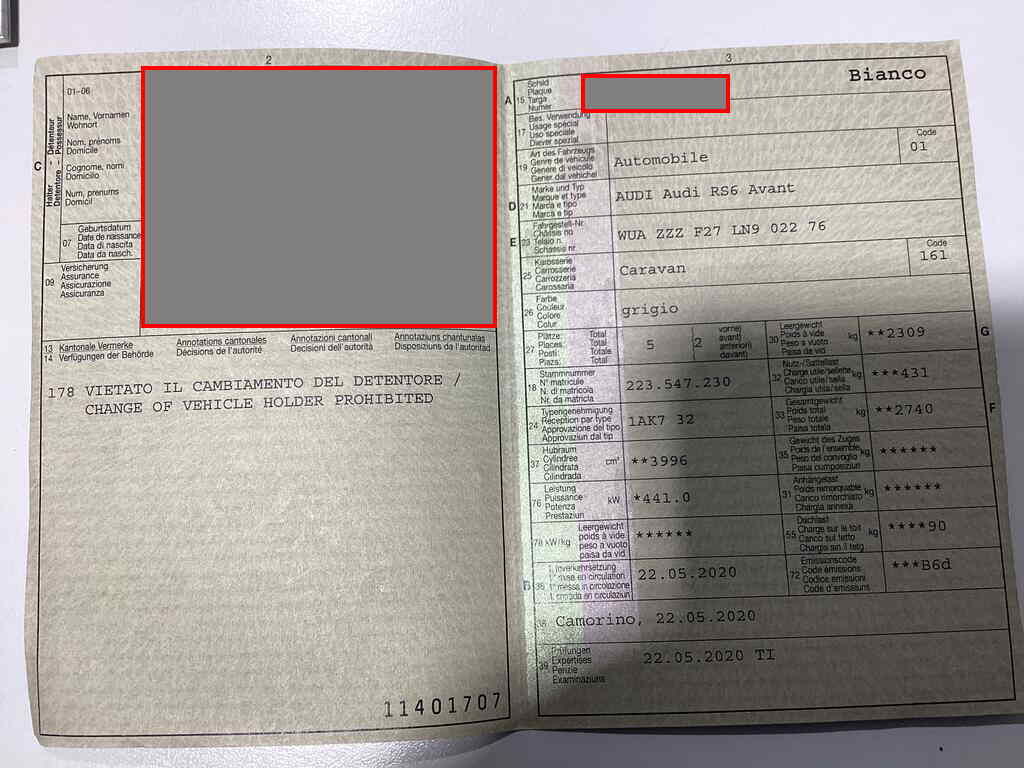 2
01-06
C
Halter - Détenteur
Detentore - Possessur
Name, Vornamen
Wohnort
Nom, prénoms
Domicile
Cognome, nomi
Domicilio
Num, prenums
Domicil
07
Geburtsdatum
Date de naissance
Data di nascita
Data da nasch.
09
Versicherung
Assurance
Assicurazione
Assicuranza
13 Kantonale Vermerke
14 Verfügungen der Behörde
Annotations cantonales
Décisions de l'autorité
Annotazioni cantonali
Decisioni dell'autorità
Annotaziuns chantunalas
Disposiziuns da l'autoritad
178 VIETATO IL CAMBIAMENTO DEL DETENTORE /
CHANGE OF VEHICLE HOLDER PROHIBITED
11401707
3
Bianco
A 15
Schild
Plaque
Targa
Numer
17
Bes. Verwendung
Usage spécial
Uso speciale
Diever spezial
19
Art des Fahrzeugs
Genre de véhicule
Genere di veicolo
Gener dal vehichel
Automobile
Code
01
D 21
Marke und Typ
Marque et type
Marca e tipo
Marca e tip
AUDI Audi RS6 Avant
E 23
Fahrgestell-Nr.
Châssis no
Telaio n.
Schassis nr.
WUA ZZZ F27 LN9 022 76
25
Karosserie
Carrosserie
Carrozzeria
Carossaria
Caravan
Code
161
26
Farbe
Couleur
Colore
Colur
grigio
27
Plätze: Total
Places: Total
Posti: Totale
Plazs: Total
5
2
vorne)
avant)
anteriori)
davant)
30
Leergewicht
Poids à vide
Peso a vuoto
Paisa da vid
kg
**2309
G
18
Stammnummer
N° matricule
N. di matricola
Nr. da matricla
223.547.230
32
Nutz-/Sattellast
Charge utile/sellette
Carico utile/sella
Chargia utila/sella
kg
***431
24
Typengenehmigung
Réception par type
Approvazione del tipo
Approvaziun dal tip
1AK7 32
33
Gesamtgewicht
Poids total
Peso totale
Paisa totala
kg
**2740
F
37
Hubraum
Cylindrée
Cilindrata
Cilindrada
cm³
**3996
35
Gewicht des Zuges
Poids de l'ensemble
Peso del convoglio
Paisa cumposiziun
kg
******
76
Leistung
Puissance
Potenza
Prestaziun
kW
*441.0
31
Anhängelast
Poids remorquable
Carico rimorchiato
Chargia annexa
kg
******
78 kW/kg
Leergewicht
poids à vide
peso a vuoto
paisa da vid
******
55
Dachlast
Charge sur le toit
Carico sul tetto
Chargia sin il tetg
kg
****90
B 36
1. Inverkehrsetzung
1re mise en circulation
1a messa in circolazione
1. entrada en circulaziun
22.05.2020
72
Emissionscode
Code émissions
Codice emissioni
Code d'emissiuns
***B6d
38 Camorino, 22.05.2020
39
Prüfungen
Expertises
Perizie
Examinaziuns
22.05.2020 TI